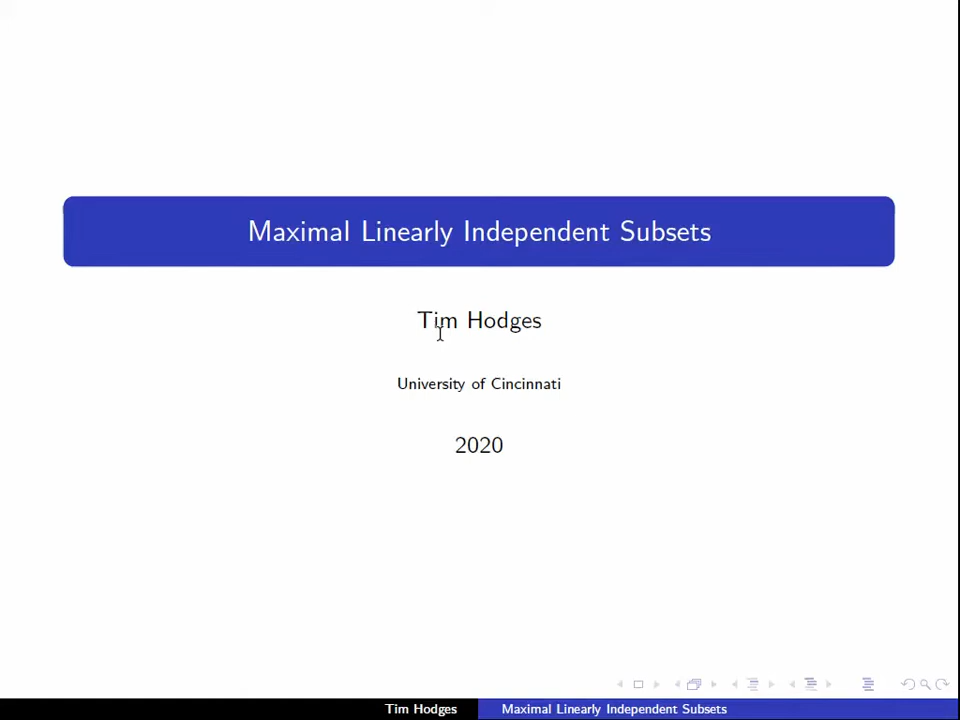 Maximal Linearly Independent Subsets
Tim Hodges
University of Cincinnati
2020
Tim Hodges
Maximal Linearly Independent Subsets